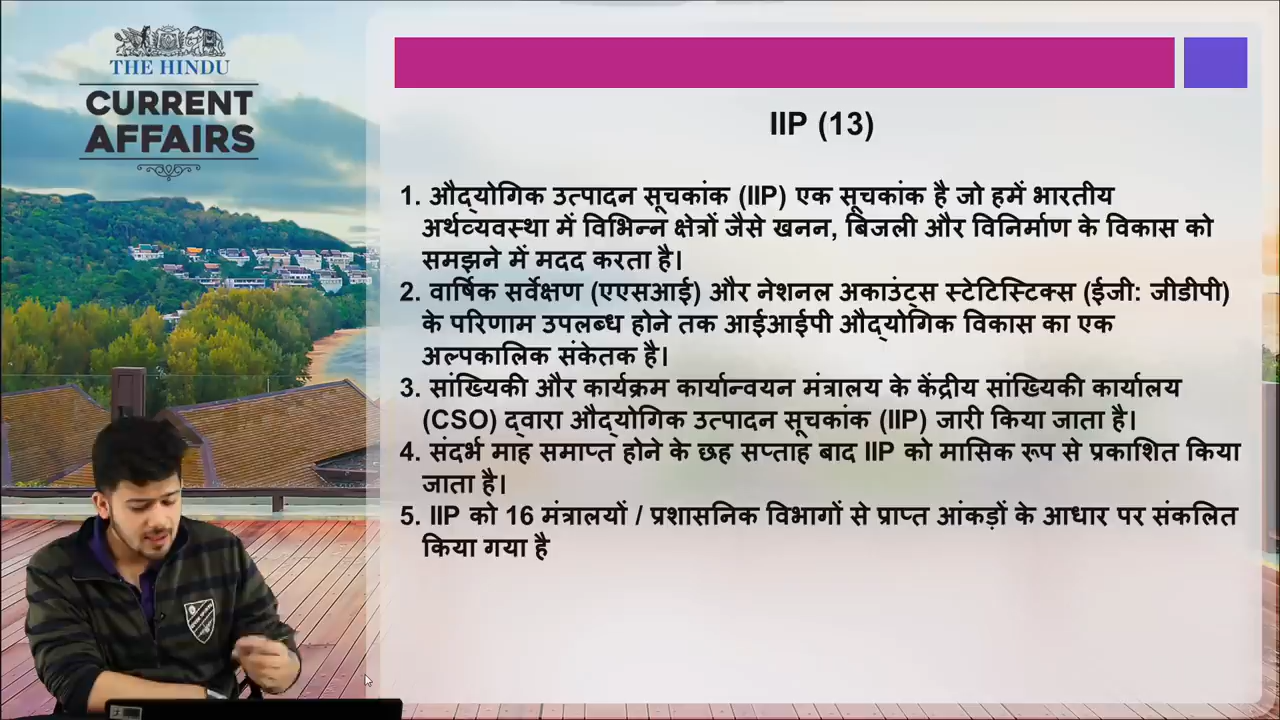 THE HINDU
CURRENT
AFFAIRS
IIP (13)
1. औद्योगिक उत्पादन सूचकांक (IIP) एक सूचकांक है जो हमें भारतीय
अर्थव्यवस्था में विभिन्न क्षेत्रों जैसे खनन, बिजली और विनिर्माण के विकास को
समझने में मदद करता है।
2. वार्षिक सर्वेक्षण (एएसआई) और नेशनल अकाउंट्स स्टेटिस्टिक्स (ईजी: जीडीपी)
के परिणाम उपलब्ध होने तक आईआईपी औद्योगिक विकास का एक
अल्पकालिक संकेतक है।
3. सांख्यिकी और कार्यक्रम कार्यान्वयन मंत्रालय के केंद्रीय सांख्यिकी कार्यालय
(CSO) द्वारा औद्योगिक उत्पादन सूचकांक (IIP) जारी किया जाता है।
4. संदर्भ माह समाप्त होने के छह सप्ताह बाद IIP को मासिक रूप से प्रकाशित किया
जाता है।
5. IIP को 16 मंत्रालयों / प्रशासनिक विभागों से प्राप्त आंकड़ों के आधार पर संकलित
किया गया है